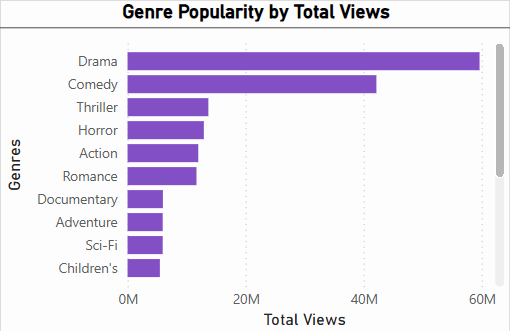 Genre Popularity by Total Views
Genres
Drama
Comedy
Thriller
Horror
Action
Romance
Documentary
Adventure
Sci-Fi
Children's
0M 20M 40M 60M
Total Views